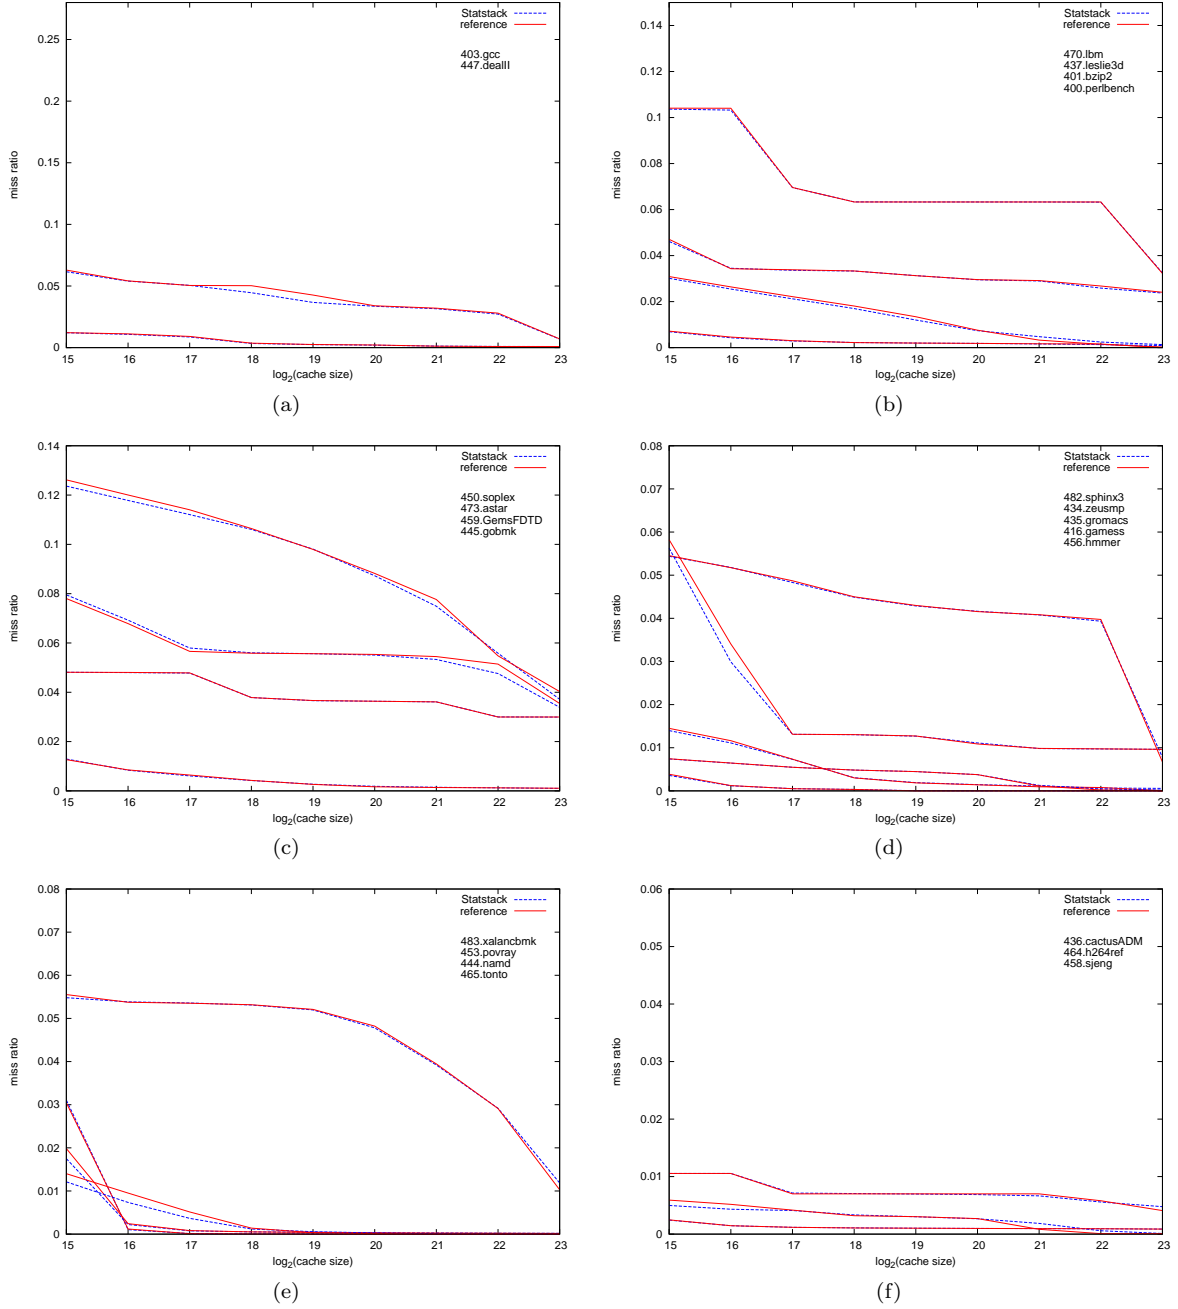 Statstack
reference
403.gcc
447.dealII
0.25
0.2
0.15
0.1
0.05
0
miss ratio
15 16 17 18 19 20 21 22 23
log2(cache size)
(a)
Statstack
reference
470.lbm
437.leslie3d
401.bzip2
400.perlbench
0.14
0.12
0.1
0.08
0.06
0.04
0.02
0
miss ratio
15 16 17 18 19 20 21 22 23
log2(cache size)
(b)
Statstack
reference
450.soplex
473.astar
459.GemsFDTD
445.gobmk
0.14
0.12
0.1
0.08
0.06
0.04
0.02
0
miss ratio
15 16 17 18 19 20 21 22 23
log2(cache size)
(c)
Statstack
reference
482.sphinx3
434.zeusmp
435.gromacs
416.gamess
456.hmmer
0.08
0.07
0.06
0.05
0.04
0.03
0.02
0.01
0
miss ratio
15 16 17 18 19 20 21 22 23
log2(cache size)
(d)
Statstack
reference
483.xalancbmk
453.povray
444.namd
465.tonto
0.08
0.07
0.06
0.05
0.04
0.03
0.02
0.01
0
miss ratio
15 16 17 18 19 20 21 22 23
log2(cache size)
(e)
Statstack
reference
436.cactusADM
464.h264ref
458.sjeng
0.06
0.05
0.04
0.03
0.02
0.01
0
miss ratio
15 16 17 18 19 20 21 22 23
log2(cache size)
(f)